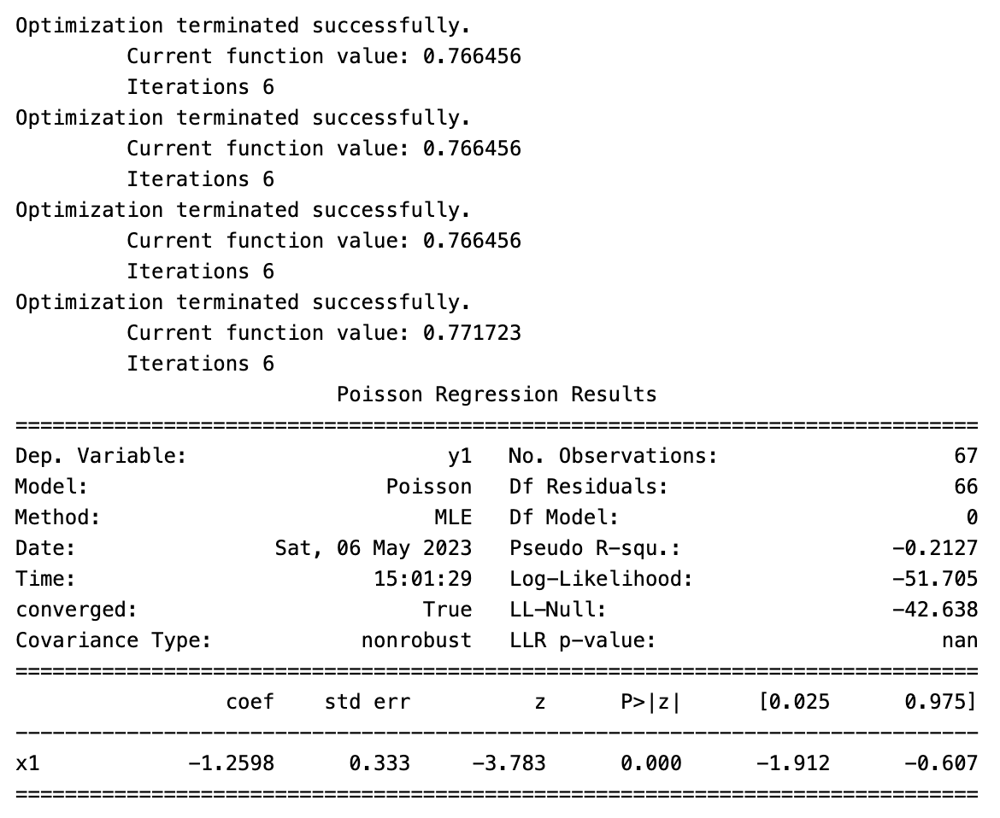 Optimization terminated successfully.
         Current function value: 0.766456
         Iterations 6
Optimization terminated successfully.
         Current function value: 0.766456
         Iterations 6
Optimization terminated successfully.
         Current function value: 0.766456
         Iterations 6
Optimization terminated successfully.
         Current function value: 0.771723
         Iterations 6
                          Poisson Regression Results
==============================================================================
Dep. Variable:                     y1   No. Observations:                   67
Model:                        Poisson   Df Residuals:                       66
Method:                           MLE   Df Model:                            0
Date:                Sat, 06 May 2023   Pseudo R-squ.:                 -0.2127
Time:                        15:01:29   Log-Likelihood:                -51.705
converged:                       True   LL-Null:                       -42.638
Covariance Type:            nonrobust   LLR p-value:                       nan
==============================================================================
                 coef    std err          z      P>|z|      [0.025      0.975]
------------------------------------------------------------------------------
x1            -1.2598      0.333     -3.783      0.000      -1.912      -0.607
==============================================================================